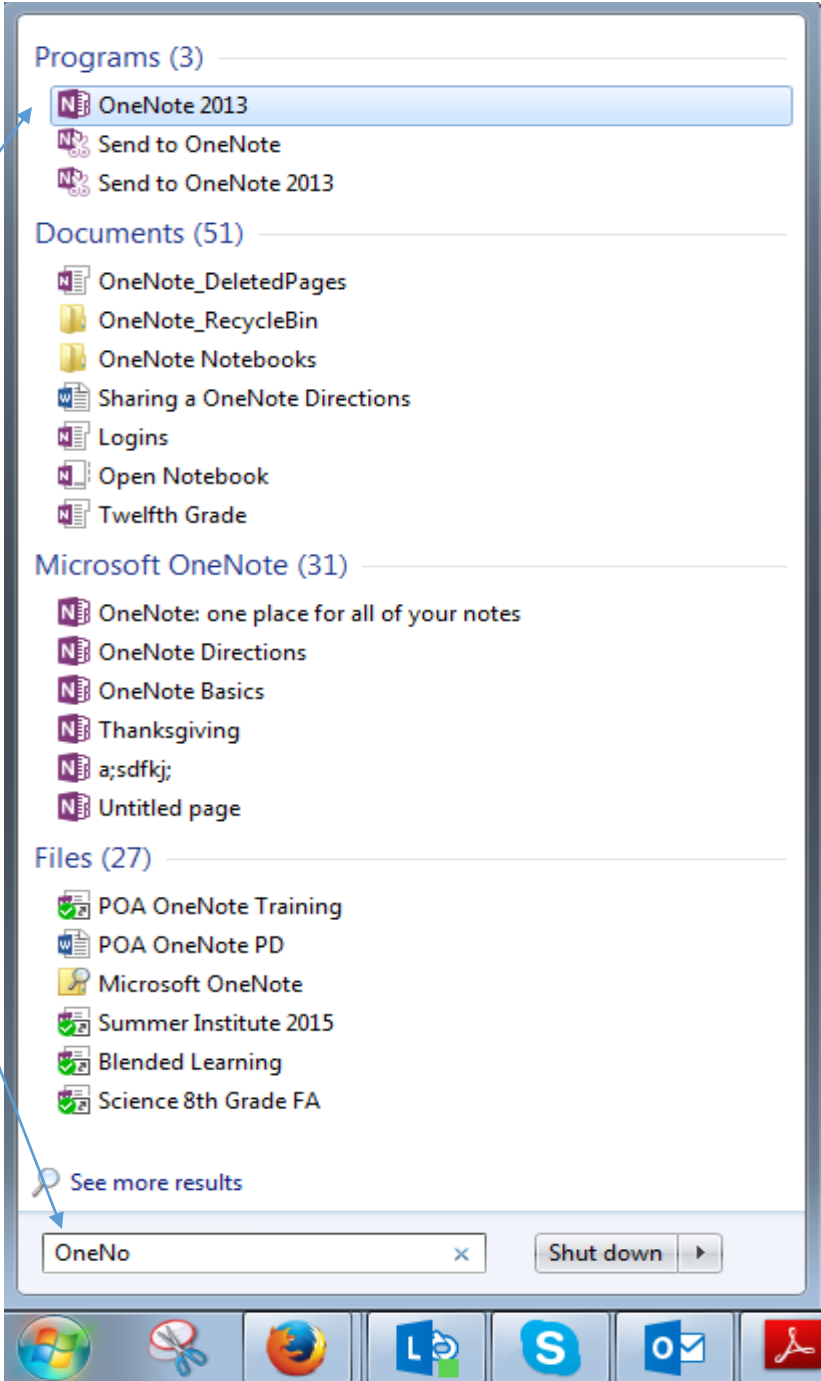 Programs (3)
OneNote 2013
Send to OneNote
Send to OneNote 2013
Documents (51)
OneNote_DeletedPages
OneNote_RecycleBin
OneNote Notebooks
Sharing a OneNote Directions
Logins
Open Notebook
Twelfth Grade
Microsoft OneNote (31)
OneNote: one place for all of your notes
OneNote Directions
OneNote Basics
Thanksgiving
a;sdfkj;
Untitled page
Files (27)
POA OneNote Training
POA OneNote PD
Microsoft OneNote
Summer Institute 2015
Blended Learning
Science 8th Grade FA
See more results
OneNo
Shut down